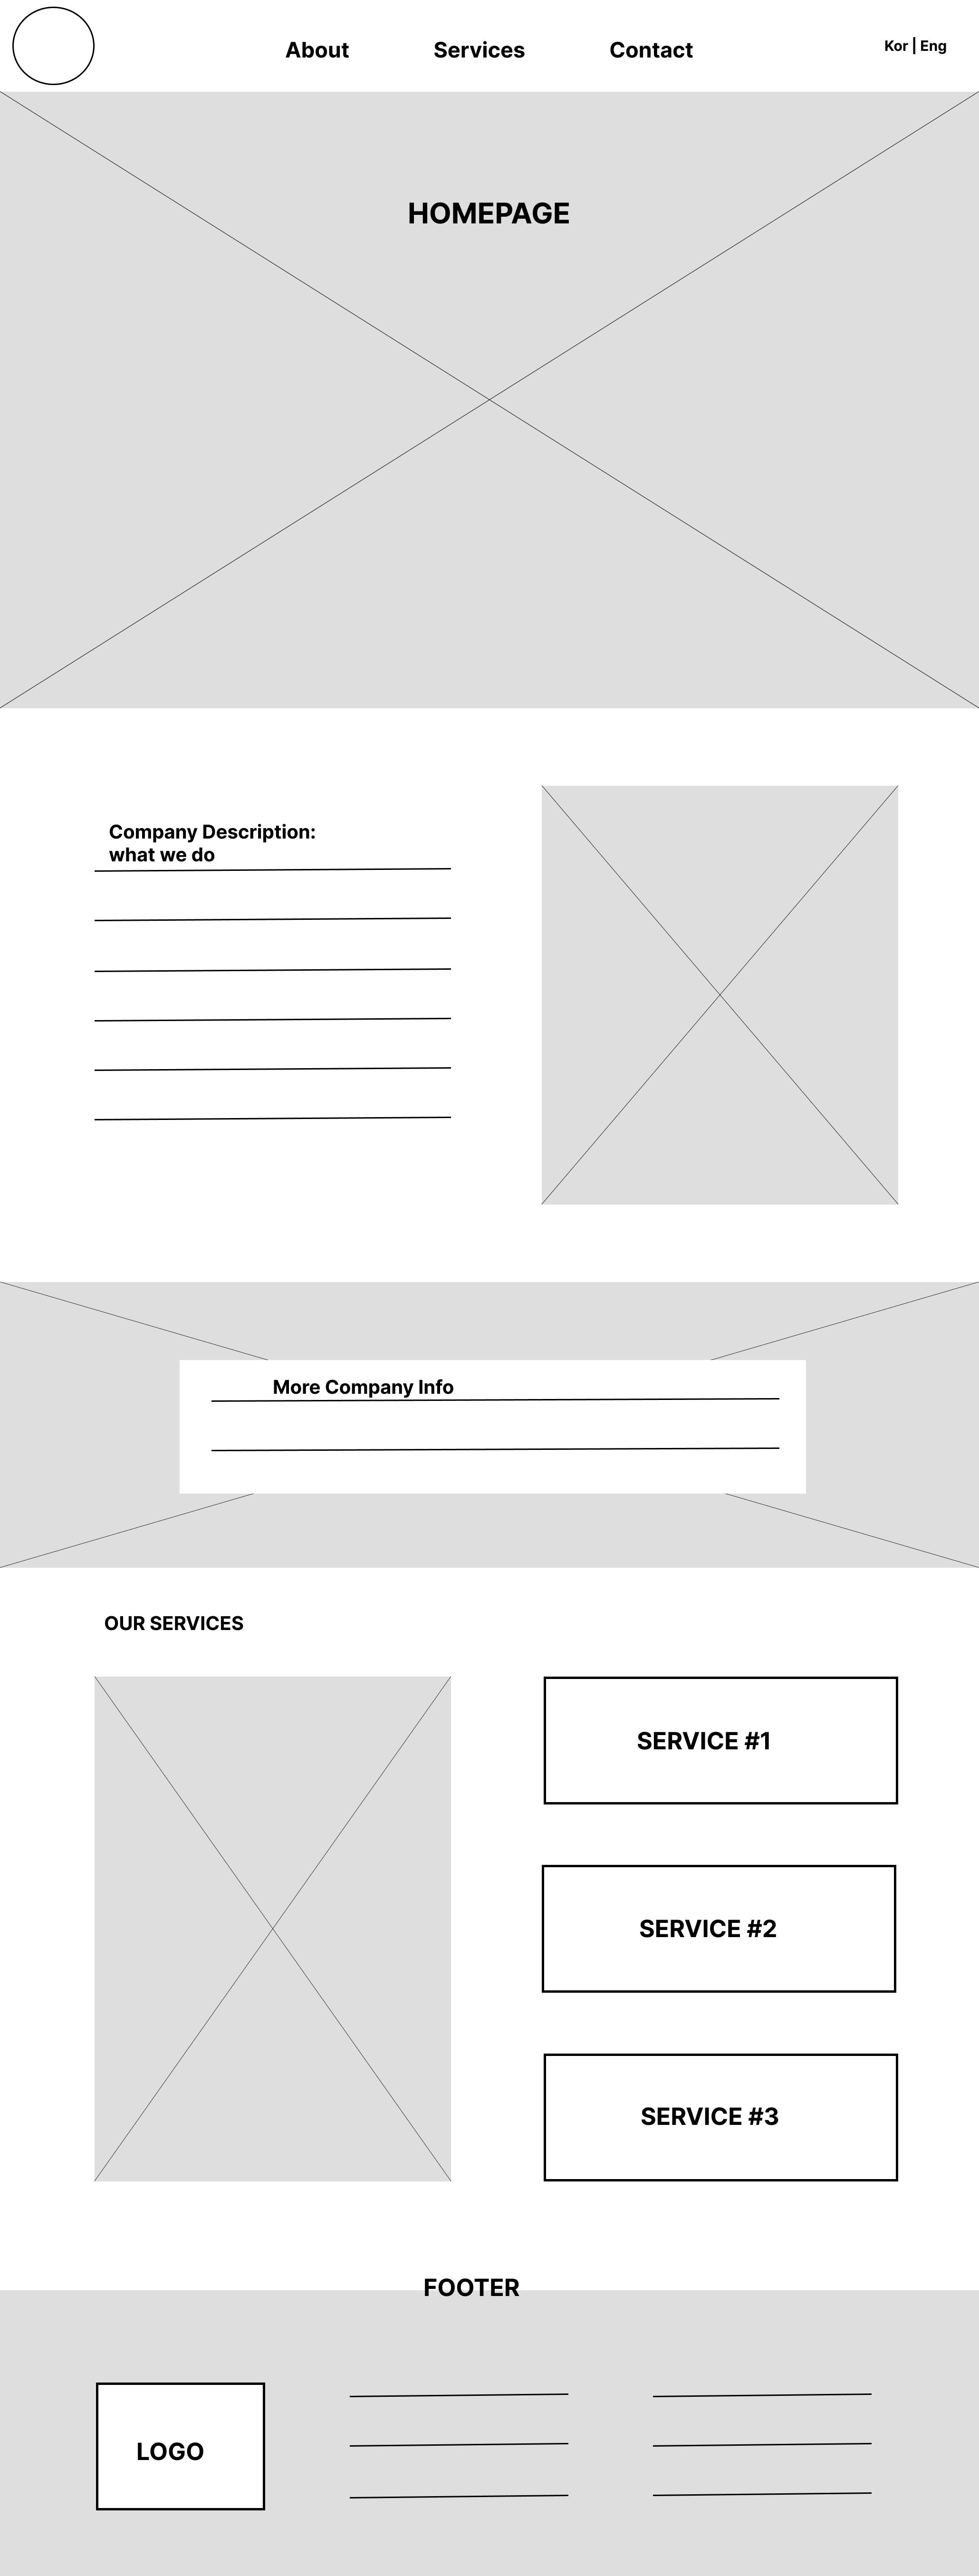 About Services Contact Kor | Eng
HOMEPAGE
Company Description:
what we do
More Company Info
OUR SERVICES
SERVICE #1
SERVICE #2
SERVICE #3
FOOTER
LOGO